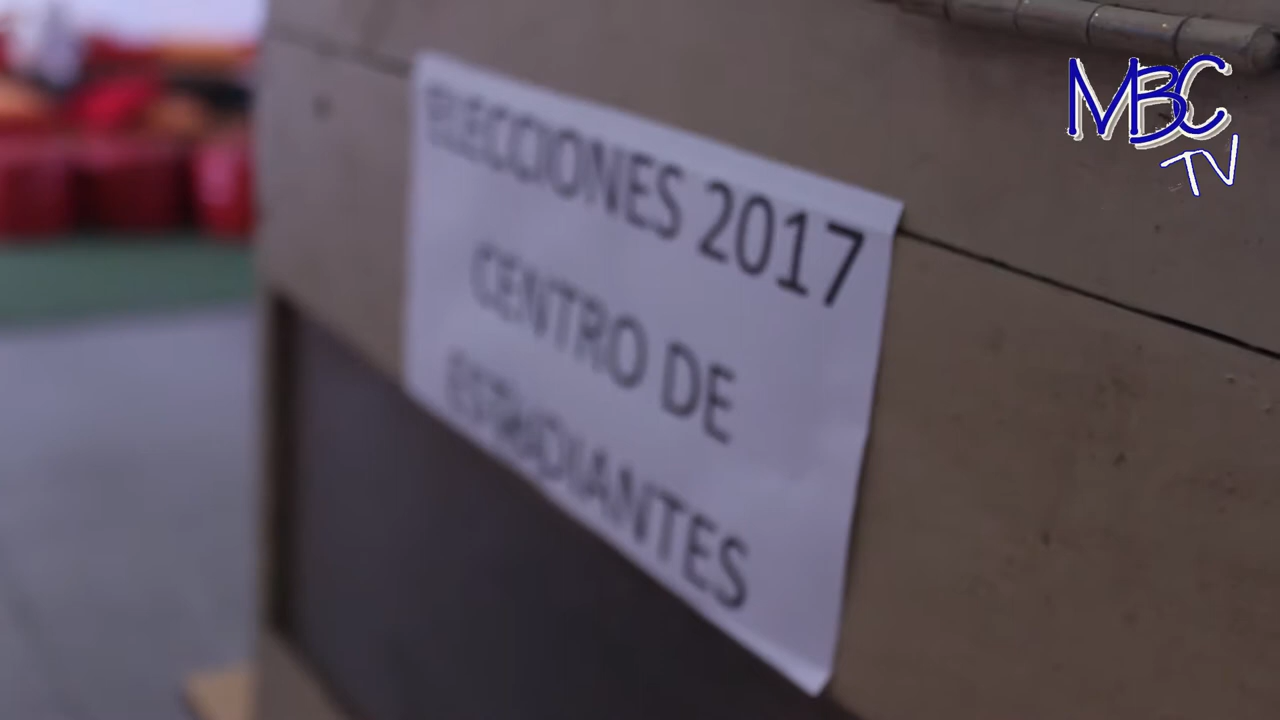 MBC
TV
ELECCIONES 2017
CENTRO DE
ESTUDIANTES